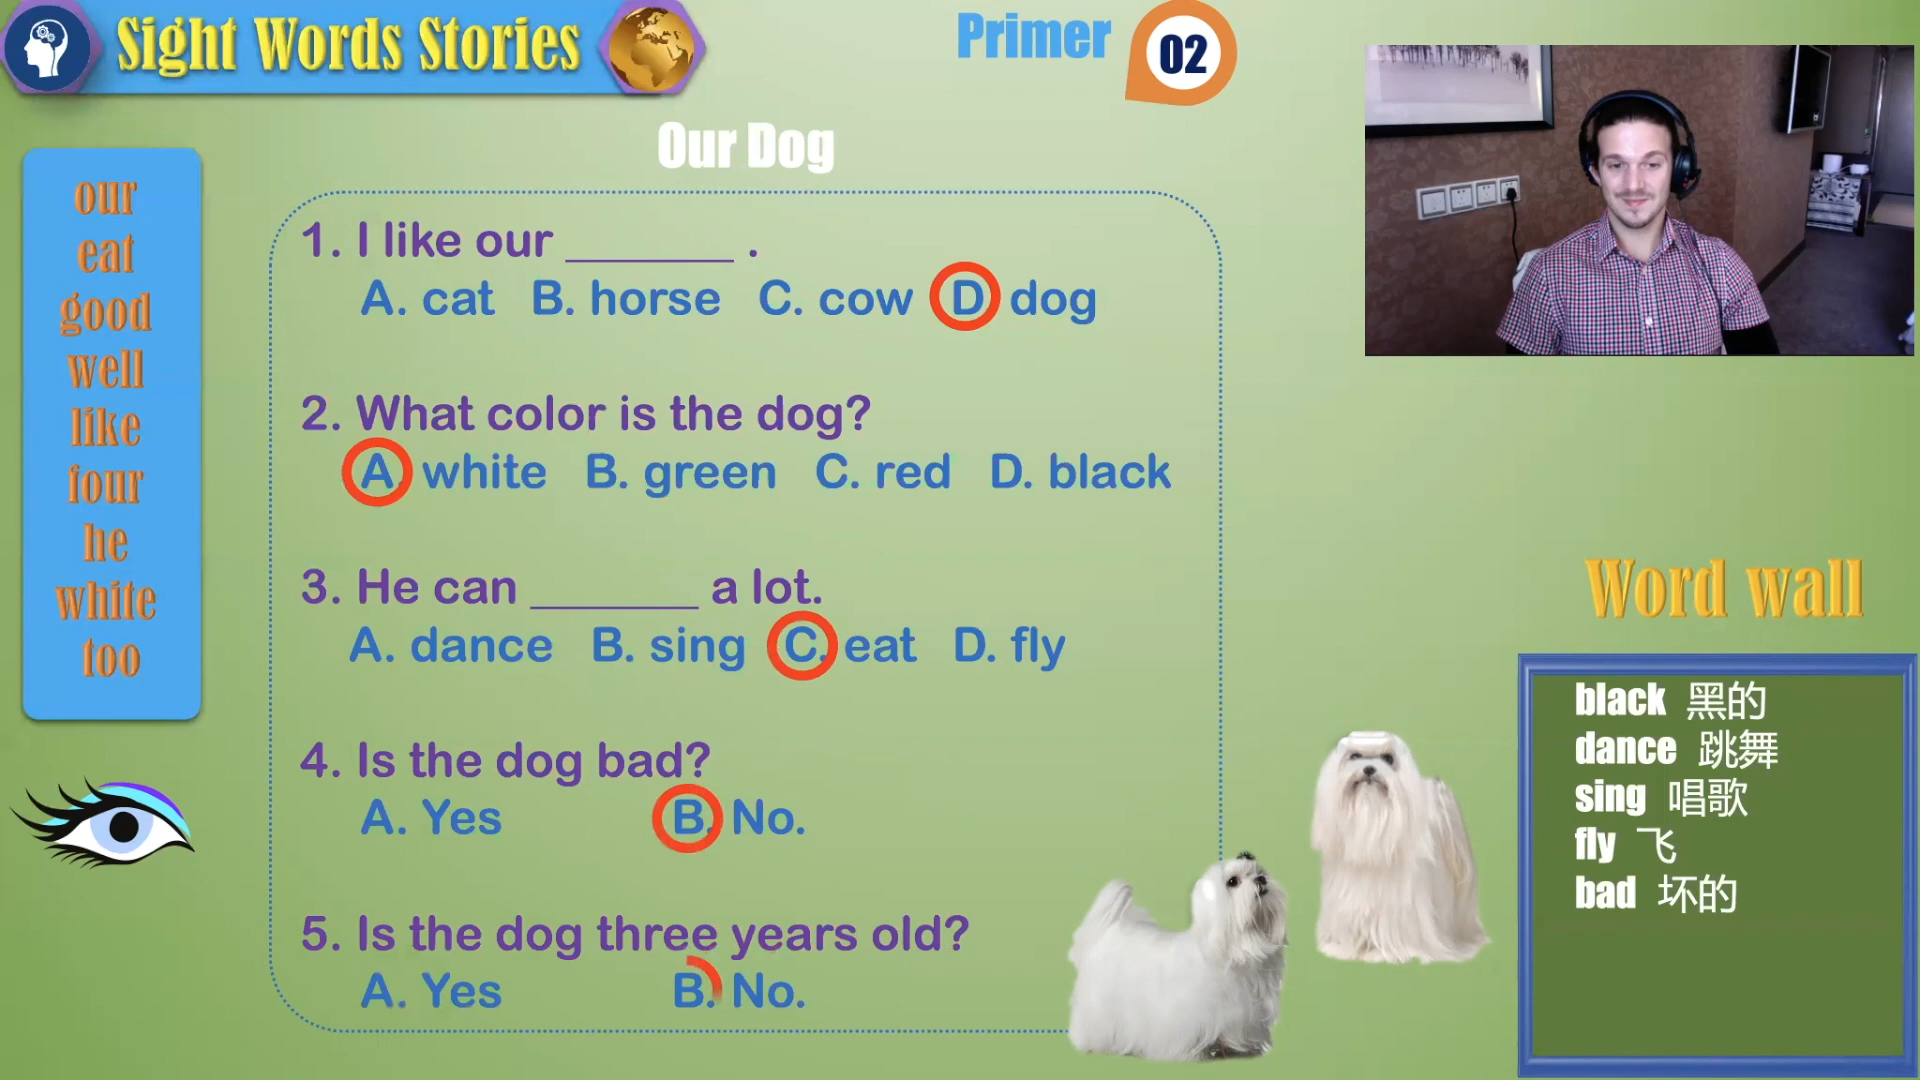 Sight Words Stories
Primer 02
Our Dog
our
eat
good
well
like
four
he
white
too
1. I like our _______ .
A. cat B. horse C. cow D dog
2. What color is the dog?
A. white B. green C. red D. black
3. He can _______ a lot.
A. dance B. sing C. eat D. fly
4. Is the dog bad?
A. Yes B. No.
5. Is the dog three years old?
A. Yes B. No.
Word wall
black 黑的
dance 跳舞
sing 唱歌
fly 飞
bad 坏的